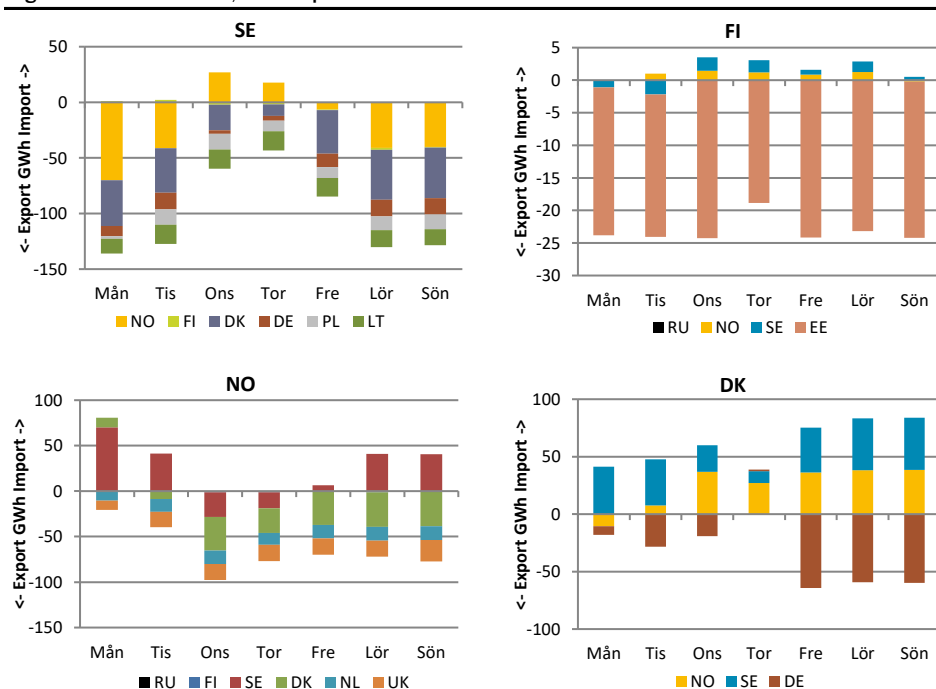 SE
<- Export GWh Import ->
50
0
-50
-100
-150
Mån Tis Ons Tor Fre Lör Sön
NO FI DK DE PL LT
FI
<- Export GWh Import ->
5
0
-5
-10
-15
-20
-25
-30
Mån Tis Ons Tor Fre Lör Sön
RU NO SE EE
NO
<- Export GWh Import ->
100
50
0
-50
-100
-150
Mån Tis Ons Tor Fre Lör Sön
RU FI SE DK NL UK
DK
<- Export GWh Import ->
100
50
0
-50
-100
Mån Tis Ons Tor Fre Lör Sön
NO SE DE